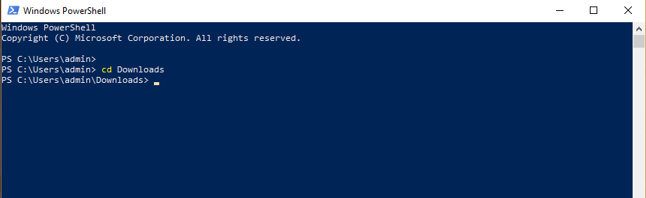 Windows PowerShell
Windows PowerShell
Copyright (C) Microsoft Corporation. All rights reserved.
PS C:\Users\admin>
PS C:\Users\admin> cd Downloads
PS C:\Users\admin\Downloads>